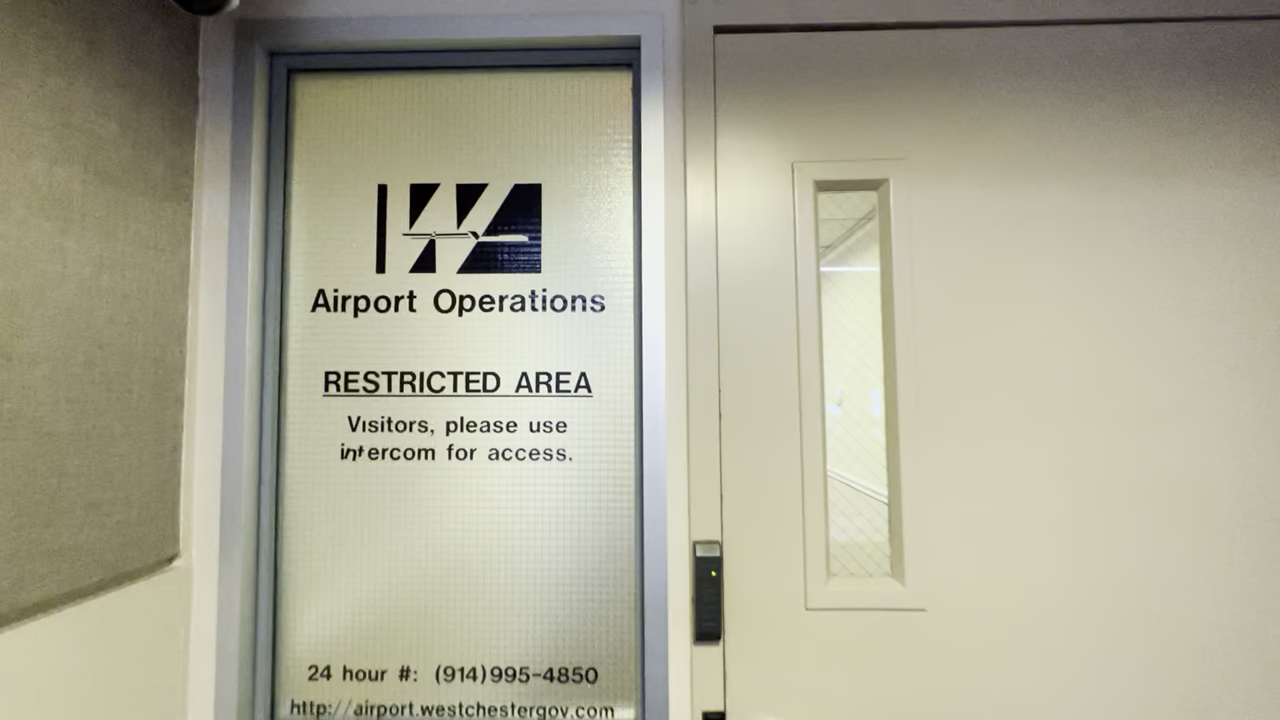 Airport Operations
RESTRICTED AREA
Visitors, please use
intercom for access.
24 hour #: (914)995-4850
http://airport.westchestergov.com